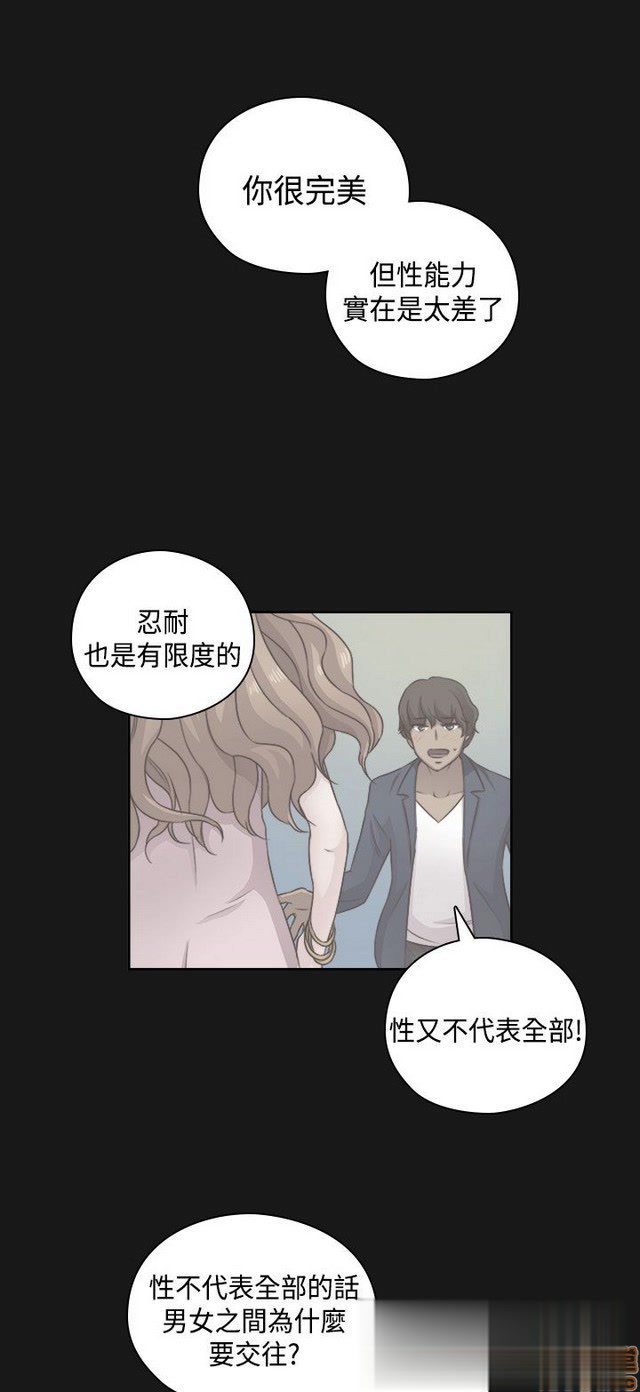 你很完美
但性能力
實在是太差了
忍耐
也是有限度的
性又不代表全部!
性不代表全部的話
男女之間為什麼
要交往?